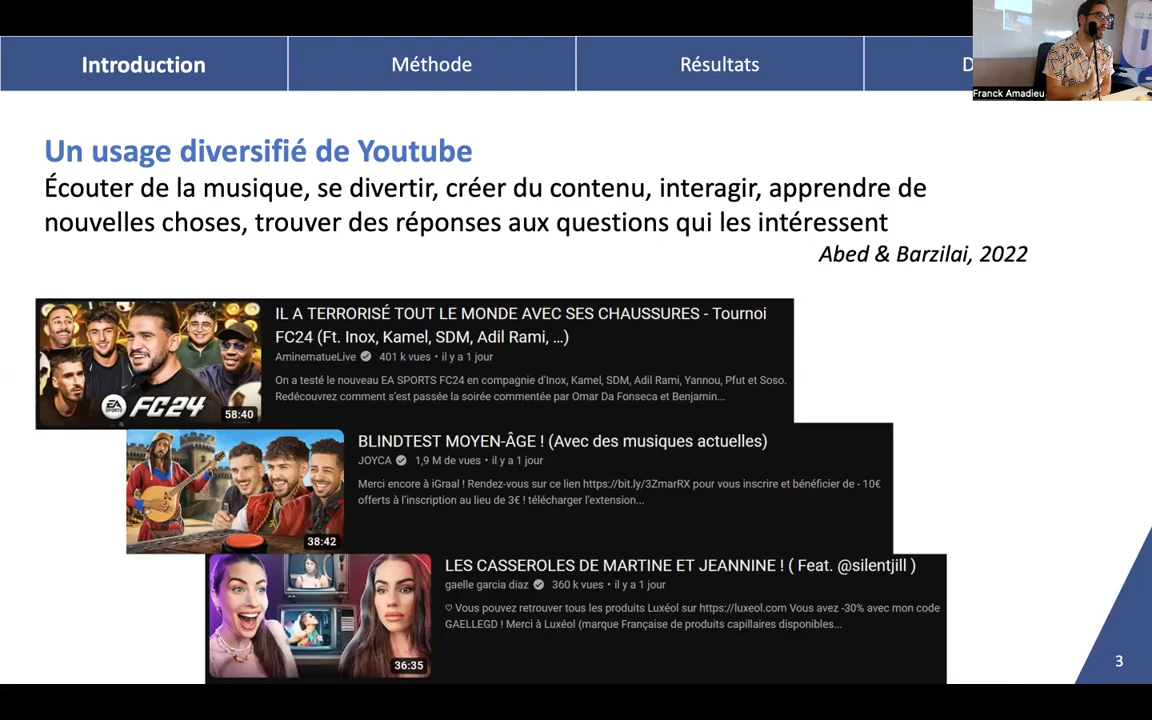 Introduction
Méthode
Résultats
D
Franck Amadieu
Un usage diversifié de Youtube
Écouter de la musique, se divertir, créer du contenu, interagir, apprendre de
nouvelles choses, trouver des réponses aux questions qui les intéressent
Abed & Barzilai, 2022
IL A TERRORISÉ TOUT LE MONDE AVEC SES CHAUSSURES - Tournoi
FC24 (Ft. Inox, Kamel, SDM, Adil Rami, ...)
AminematueLive 401 k vues • il y a 1 jour
On a testé le nouveau EA SPORTS FC24 en compagnie d'Inox, Kamel, SDM, Adil Rami, Yannou, Pfut et Soso.
Redécouvrez comment s'est passée la soirée commentée par Omar Da Fonseca et Benjamin...
EA SPORTS FC24
58:40
BLINDTEST MOYEN-ÂGE ! (Avec des musiques actuelles)
JOYCA 1,9 M de vues • il y a 1 jour
Merci encore à iGraal ! Rendez-vous sur ce lien https://bit.ly/3ZmarRX pour vous inscrire et bénéficier de - 10€
offerts à l'inscription au lieu de 3€ ! télécharger l'extension...
38:42
LES CASSEROLES DE MARTINE ET JEANNINE ! ( Feat. @silentjill )
gaelle garcia diaz 360 k vues • il y a 1 jour
♡ Vous pouvez retrouver tous les produits Luxéol sur https://luxeol.com Vous avez -30% avec mon code
GAELLEGD ! Merci à Luxéol (marque Française de produits capillaires disponibles...
36:35
3